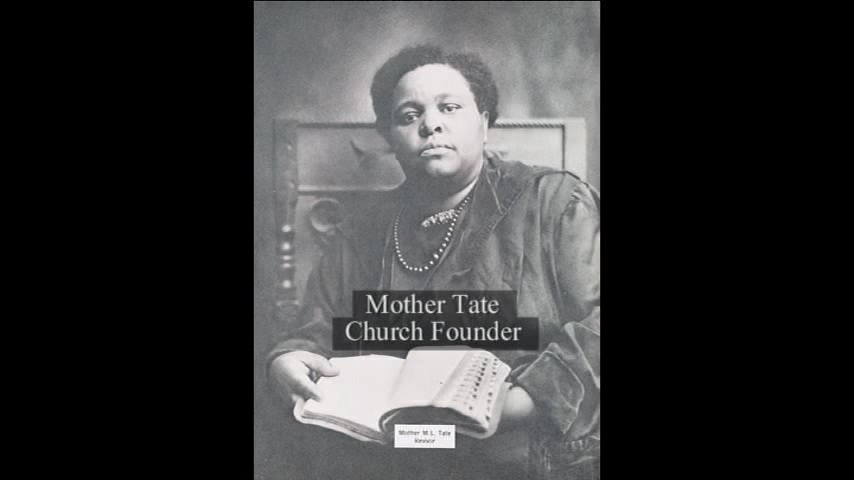 Mother Tate
Church Founder
Mother M.L. Tate
Revivor